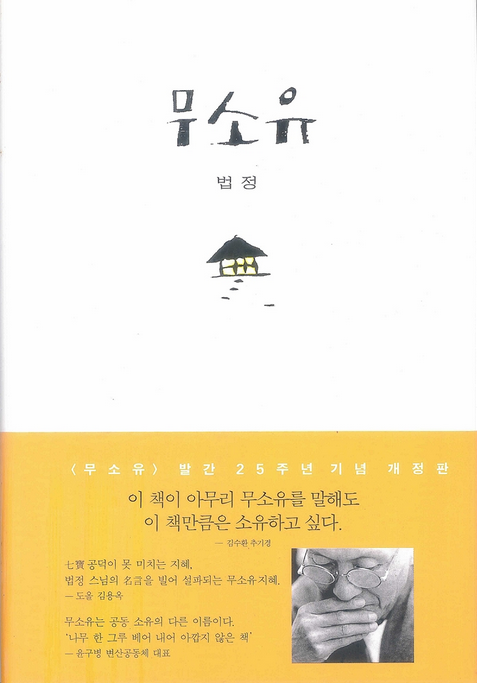 무소유
법정
〈무소유〉 발간 25주년기념 개정판
이 책이 아무리 무소유를 말해도
이 책만큼은 소유하고 싶다.
— 김수환 추기경
七寶 공덕이 못 미치는 지혜,
법정 스님의 名言을 빌어 설파되는 무소유지혜.
— 도올 김용옥
무소유는 공동 소유의 다른 이름이다.
‘나무 한 그루 베어 내어 아깝지 않은 책’
— 윤구병 변산공동체 대표